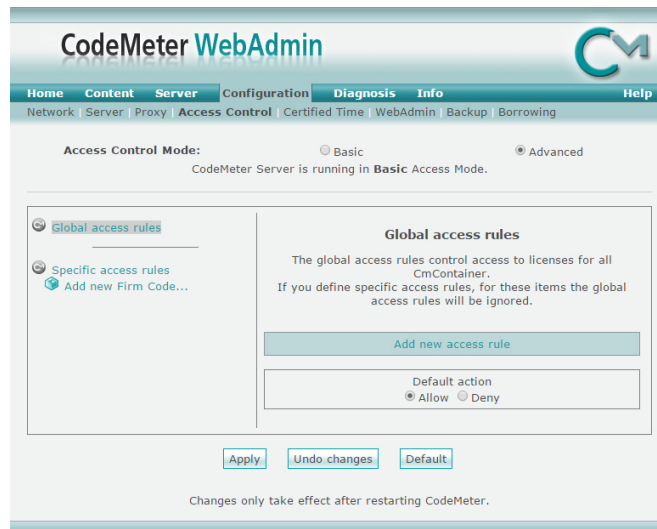 CodeMeter WebAdmin
Home Content Server Configuration Diagnosis Info Help
Network | Server | Proxy | Access Control | Certified Time | WebAdmin | Backup | Borrowing
Access Control Mode: Basic Advanced
CodeMeter Server is running in Basic Access Mode.
Global access rules
Specific access rules
Add new Firm Code...
Global access rules
The global access rules control access to licenses for all
CmContainer.
If you define specific access rules, for these items the global
access rules will be ignored.
Add new access rule
Default action
Allow Deny
Apply Undo changes Default
Changes only take effect after restarting CodeMeter.